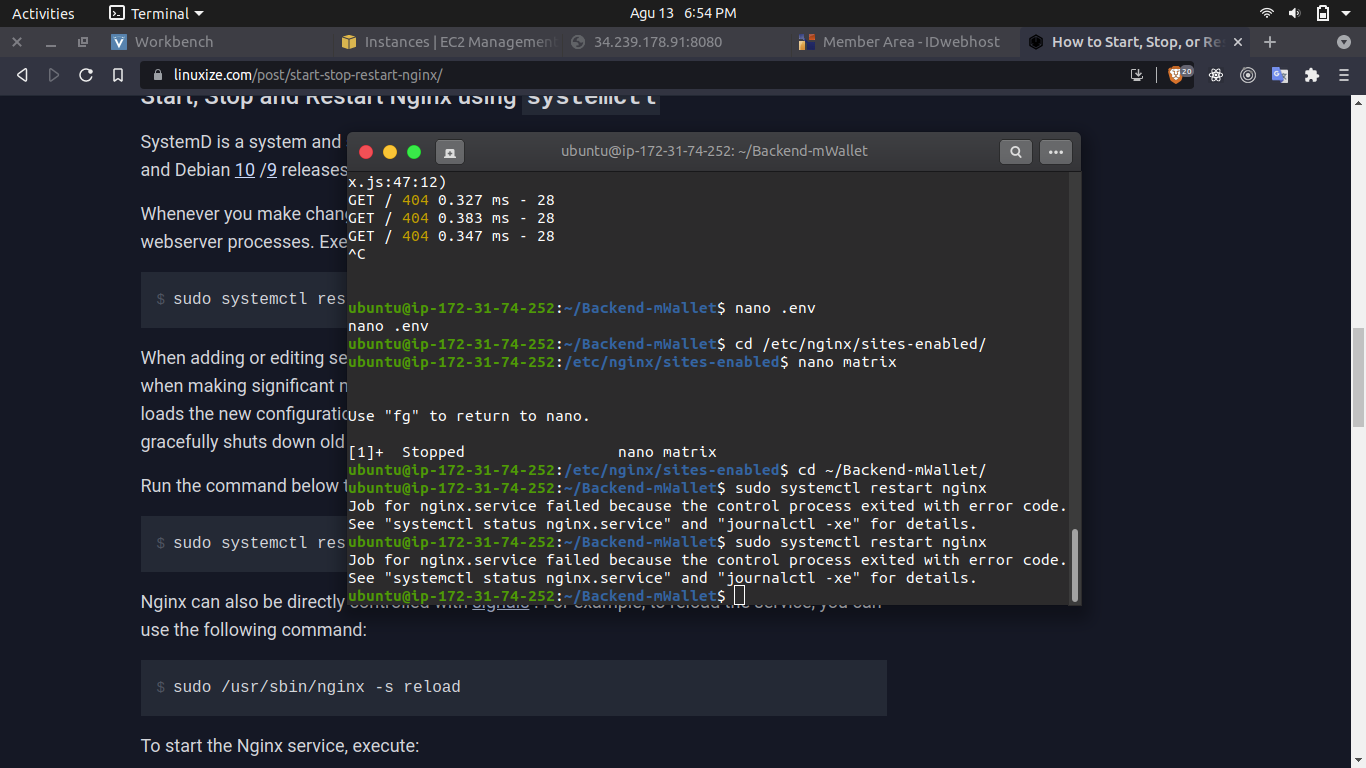 Activities
Terminal
Agu 13 6:54 PM
Workbench
Instances | EC2 Management
34.239.178.91:8080
Member Area - IDwebhost
How to Start, Stop, or Re
linuxize.com/post/start-stop-restart-nginx/
20
Start, Stop and Restart Nginx using systemctl
SystemD is a system and
and Debian 10 /9 releases
Whenever you make chang
webserver processes. Exe
$ sudo systemctl res
When adding or editing se
when making significant m
loads the new configuratio
gracefully shuts down old
Run the command below t
$ sudo systemctl res
Nginx can also be directly controlled with signals . For example, to reload the service, you can
use the following command:
$ sudo /usr/sbin/nginx -s reload
To start the Nginx service, execute:
ubuntu@ip-172-31-74-252: ~/Backend-mWallet
x.js:47:12)
GET / 404 0.327 ms - 28
GET / 404 0.383 ms - 28
GET / 404 0.347 ms - 28
^C
ubuntu@ip-172-31-74-252:~/Backend-mWallet$ nano .env
nano .env
ubuntu@ip-172-31-74-252:~/Backend-mWallet$ cd /etc/nginx/sites-enabled/
ubuntu@ip-172-31-74-252:/etc/nginx/sites-enabled$ nano matrix
Use "fg" to return to nano.
[1]+  Stopped                 nano matrix
ubuntu@ip-172-31-74-252:/etc/nginx/sites-enabled$ cd ~/Backend-mWallet/
ubuntu@ip-172-31-74-252:~/Backend-mWallet$ sudo systemctl restart nginx
Job for nginx.service failed because the control process exited with error code.
See "systemctl status nginx.service" and "journalctl -xe" for details.
ubuntu@ip-172-31-74-252:~/Backend-mWallet$ sudo systemctl restart nginx
Job for nginx.service failed because the control process exited with error code.
See "systemctl status nginx.service" and "journalctl -xe" for details.
ubuntu@ip-172-31-74-252:~/Backend-mWallet$